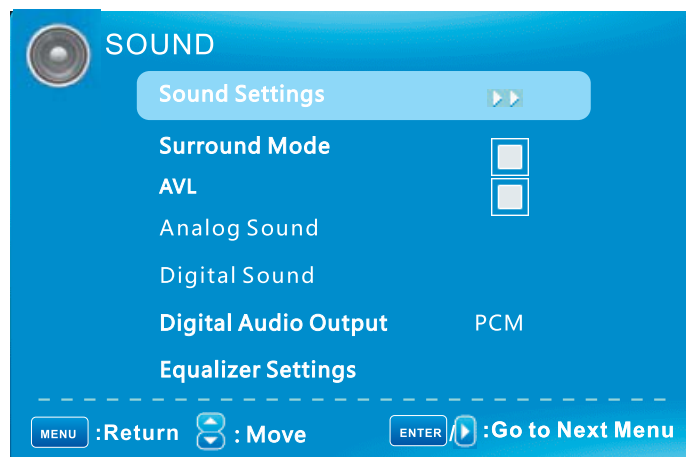 SOUND
Sound Settings
Surround Mode
AVL
Analog Sound
Digital Sound
Digital Audio Output PCM
Equalizer Settings
MENU :Return : Move ENTER / :Go to Next Menu